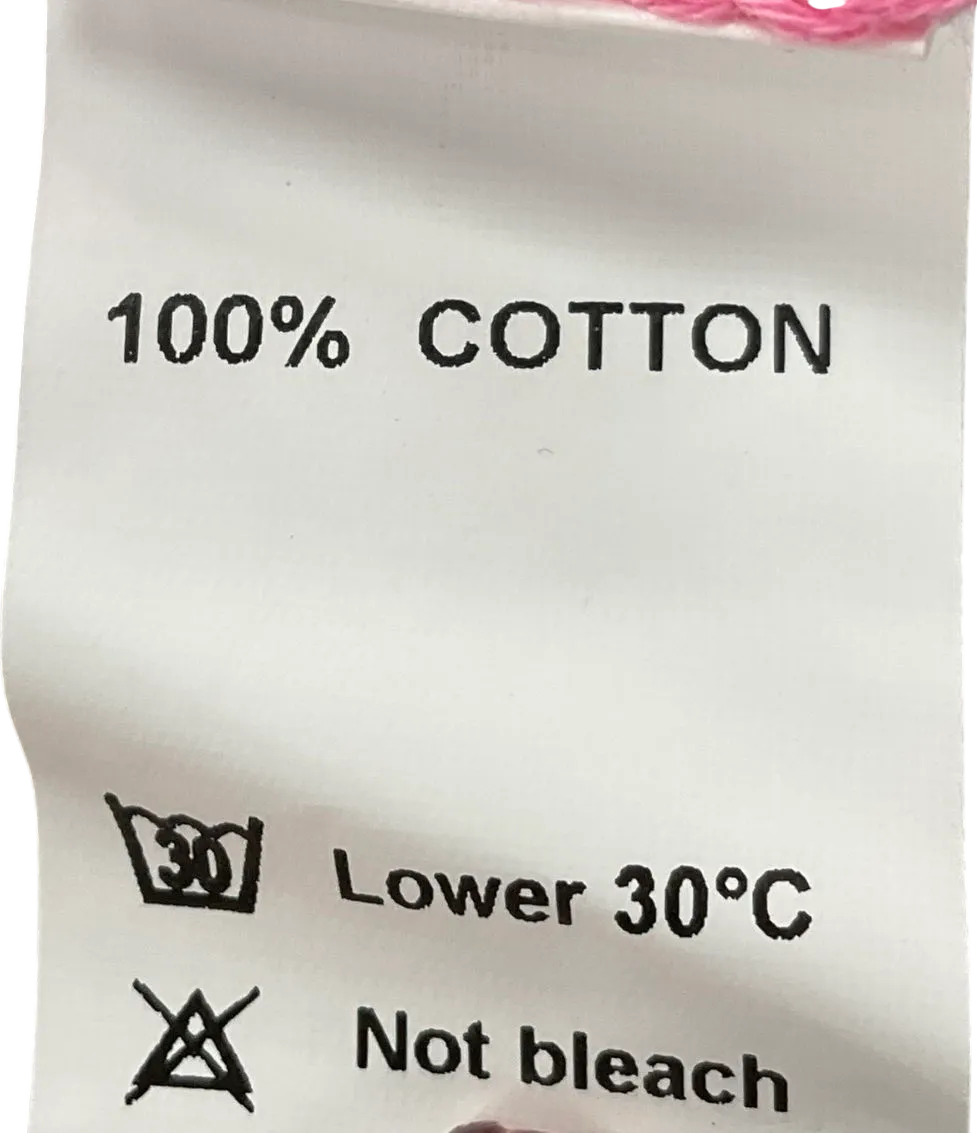 100% COTTON
30 Lower 30°C
Not bleach